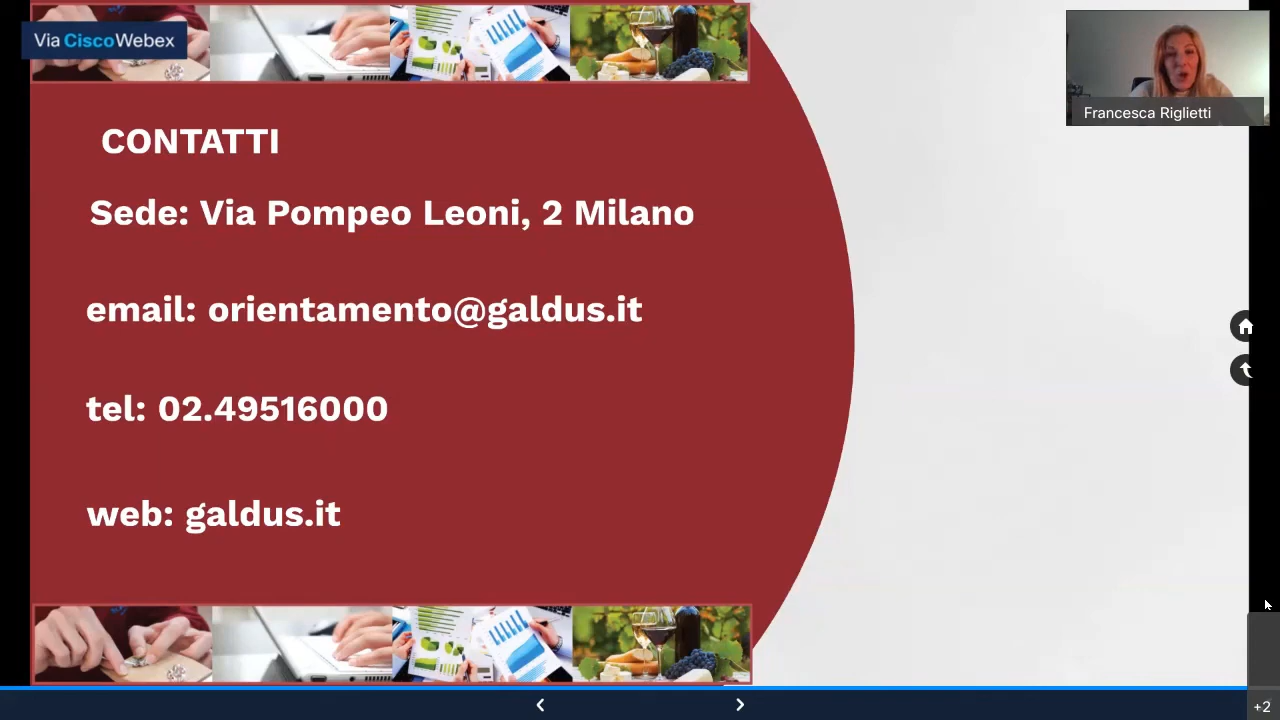 Via CiscoWebex
Francesca Riglietti
CONTATTI
Sede: Via Pompeo Leoni, 2 Milano
email: orientamento@galdus.it
tel: 02.49516000
web: galdus.it
+2